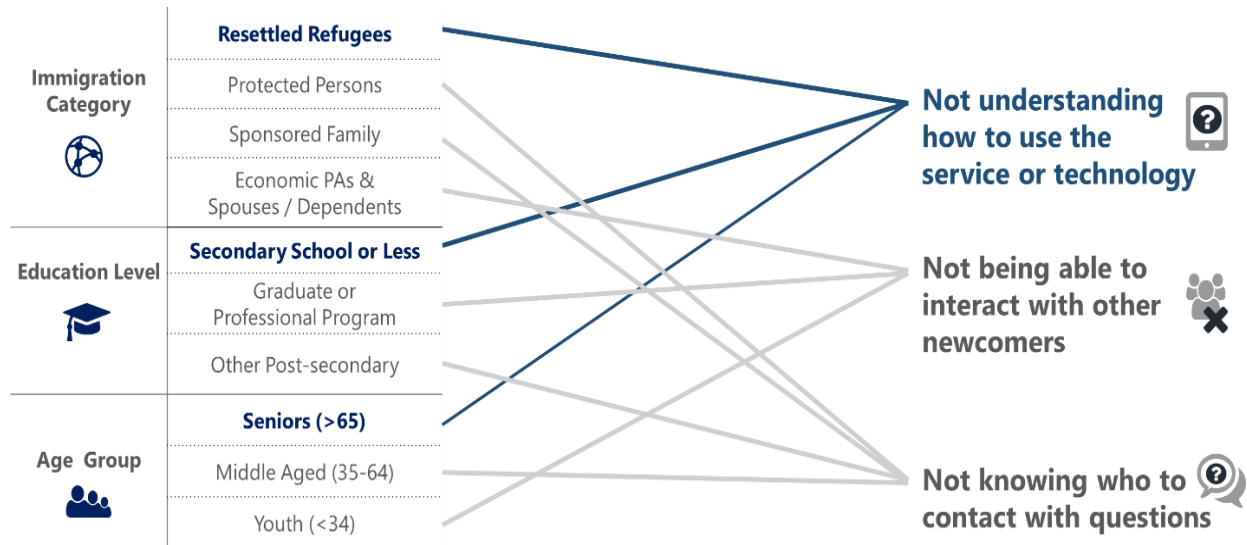 Immigration
Category
Resettled Refugees
Protected Persons
Sponsored Family
Economic PAs &
Spouses / Dependents
Education Level
Secondary School or Less
Graduate or
Professional Program
Other Post-secondary
Age Group
Seniors (>65)
Middle Aged (35-64)
Youth (<34)
Not understanding
how to use the
service or technology
?
Not being able to
interact with other
newcomers
Not knowing who to
contact with questions
?